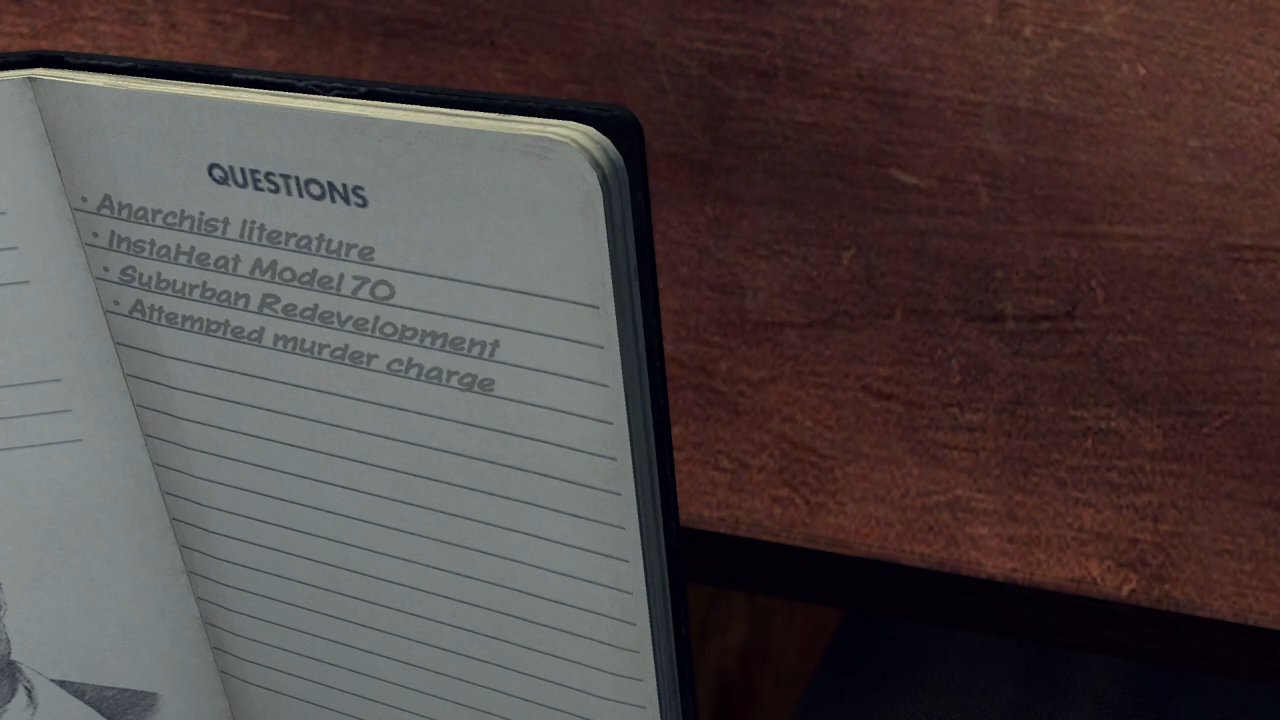 QUESTIONS
• Anarchist literature
• InstaHeat Model 70
• Suburban Redevelopment
• Attempted murder charge